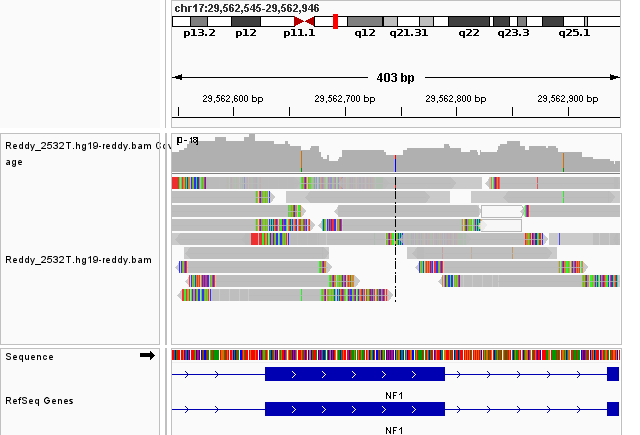 chr17:29,562,545-29,562,946
p13.2 p12 p11.1 q12 q21.31 q22 q23.3 q25.1
403 bp
29,562,600 bp 29,562,700 bp 29,562,800 bp 29,562,900 bp
Reddy_2532T.hg19-reddy.bam Cov
age
[0 - 18]
Reddy_2532T.hg19-reddy.bam
Sequence
NF1
RefSeq Genes
NF1